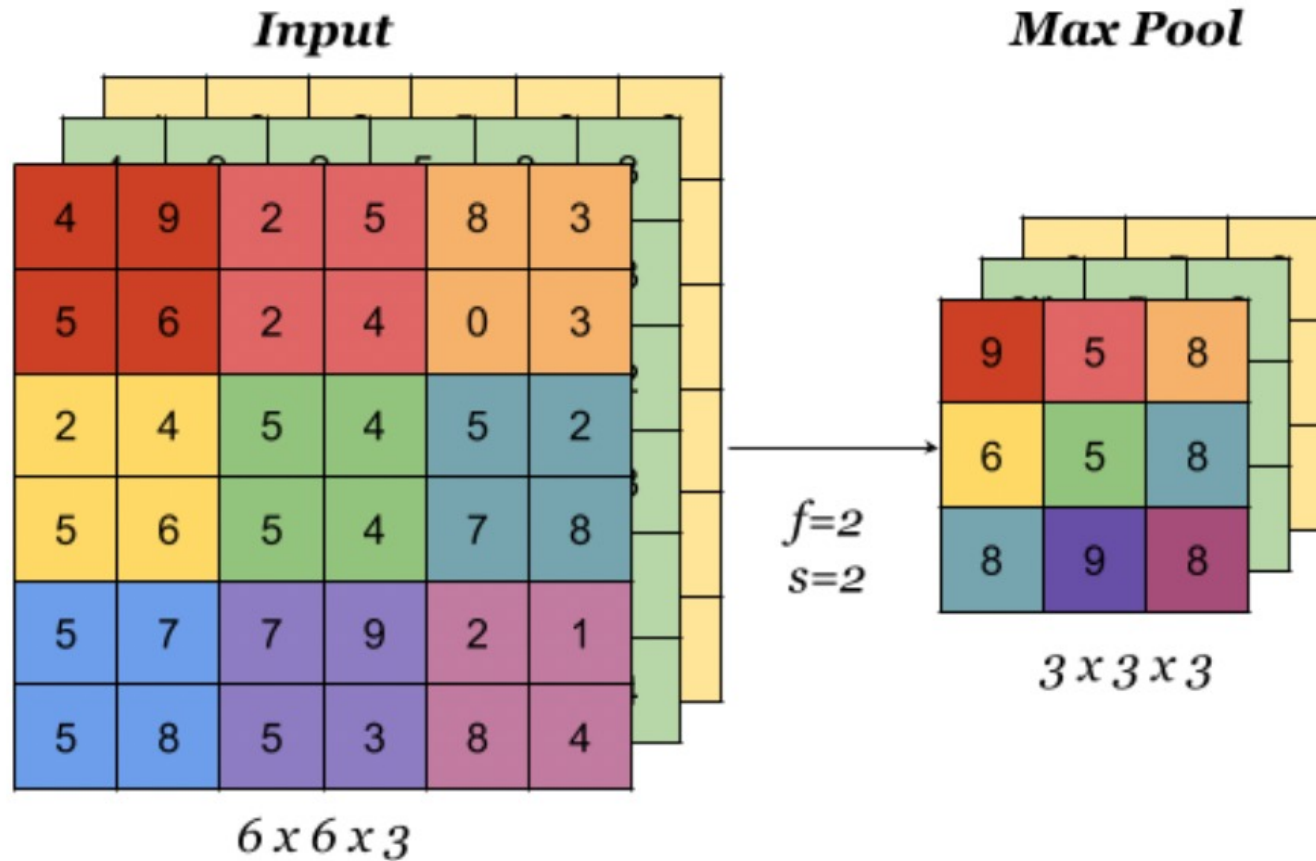 Input
Max Pool
4 9 2 5 8 3
5 6 2 4 0 3
2 4 5 4 5 2
5 6 5 4 7 8
5 7 7 9 2 1
5 8 5 3 8 4
6 x 6 x 3
f=2
s=2
9 5 8
6 5 8
8 9 8
3 x 3 x 3